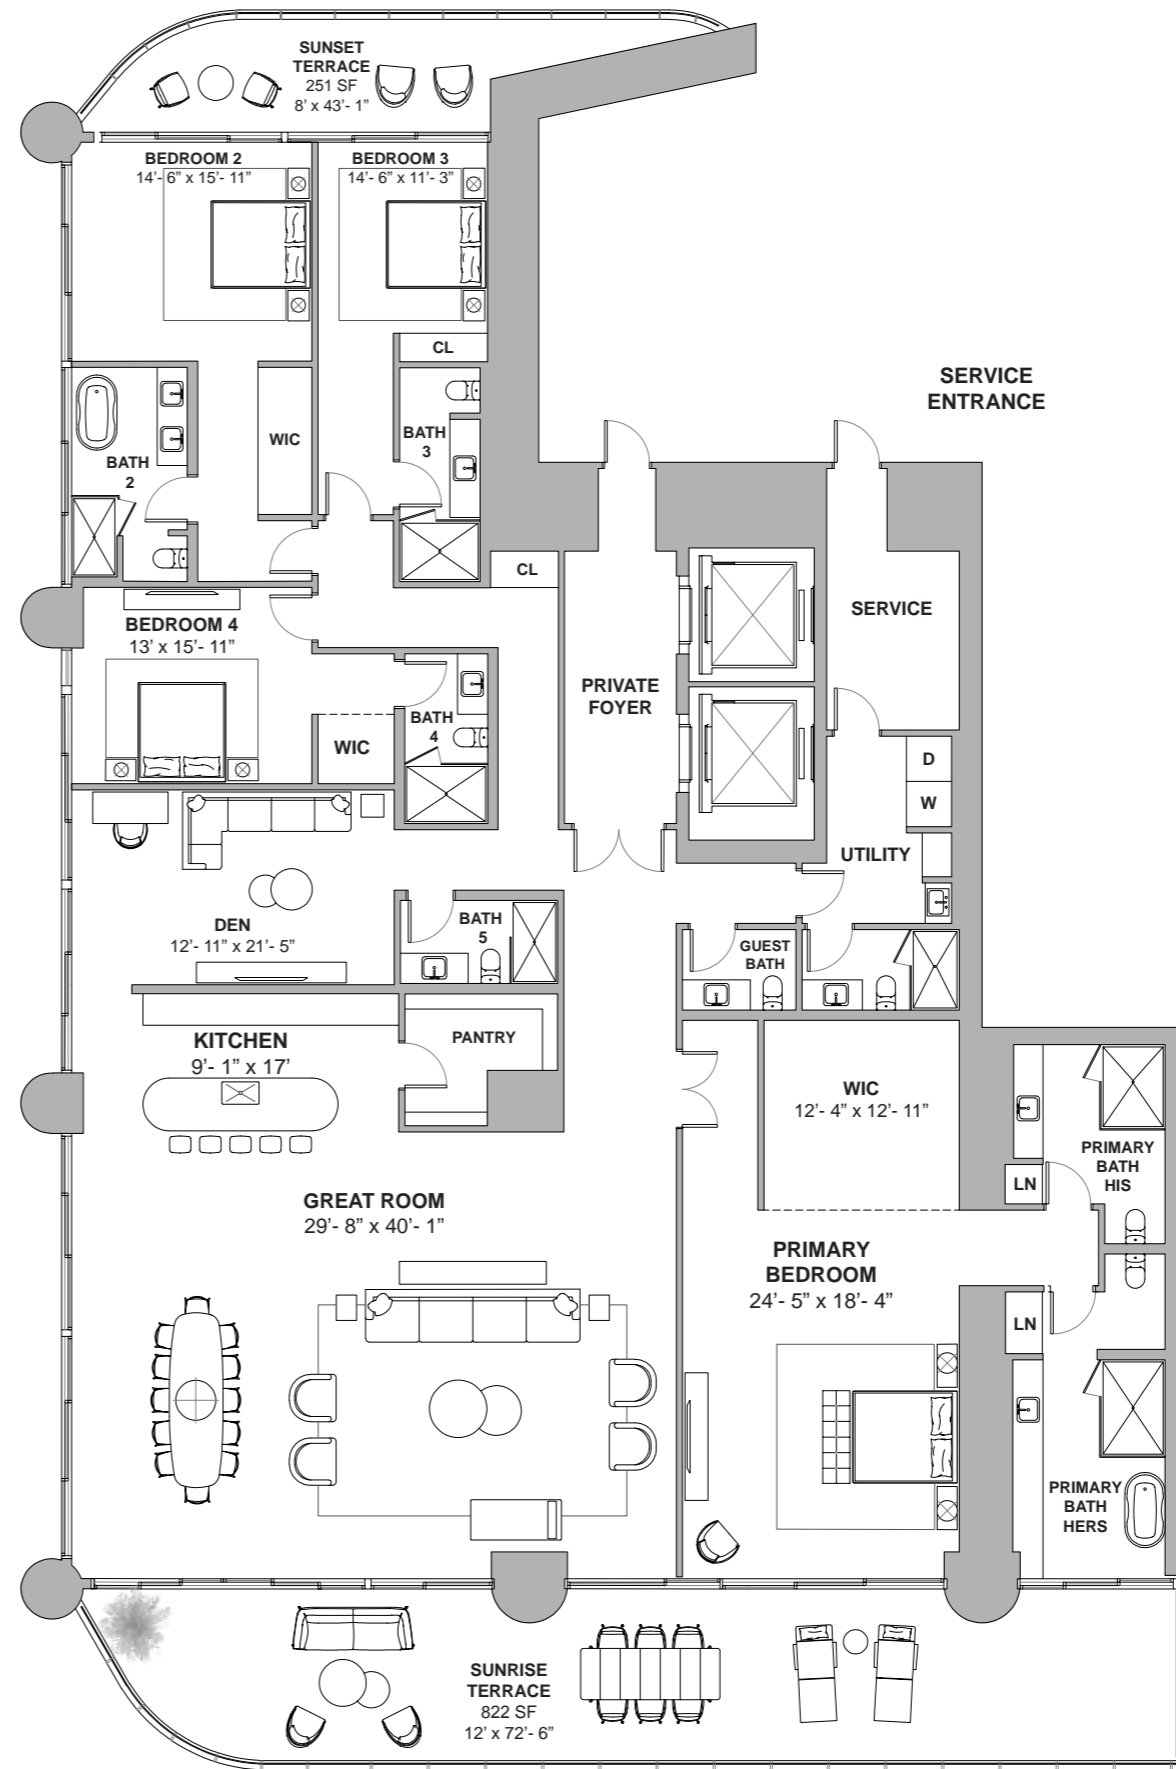 SUNSET
TERRACE
251 SF
8’ x 43’- 1”
BEDROOM 2
14’- 6” x 15’- 11”
BEDROOM 3
14’- 6” x 11’- 3”
CL
SERVICE
ENTRANCE
WIC
BATH
3
BATH
2
CL
SERVICE
BEDROOM 4
13’ x 15’- 11”
PRIVATE
FOYER
BATH
4
WIC
D
W
UTILITY
DEN
12’- 11” x 21’- 5”
BATH
5
GUEST
BATH
KITCHEN
9’- 1” x 17’
PANTRY
WIC
12’- 4” x 12’- 11”
PRIMARY
BATH
HIS
LN
GREAT ROOM
29’- 8” x 40’- 1”
PRIMARY
BEDROOM
24’- 5” x 18’- 4”
LN
PRIMARY
BATH
HERS
SUNRISE
TERRACE
822 SF
12’ x 72’- 6”